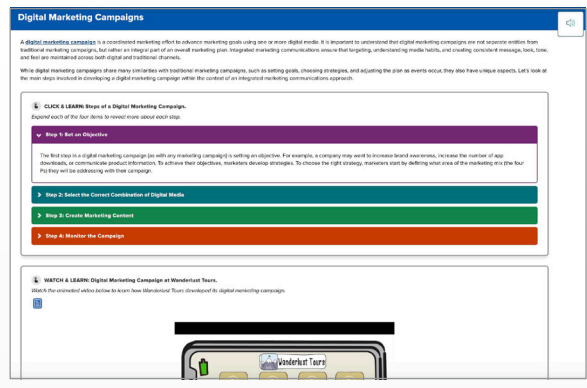 Digital Marketing Campaigns
A digital marketing campaign is a coordinated marketing effort to advance marketing goals using one or more digital media. It is important to understand that digital marketing campaigns are not separate entities from
traditional marketing campaigns, but rather an integral part of an overall marketing plan. Integrated marketing communications ensure that targeting, understanding media habits, and creating consistent message, look, tone,
and feel are maintained across both digital and traditional channels.
While digital marketing campaigns share many similarities with traditional marketing campaigns, such as setting goals, choosing strategies, and adjusting the plan as events occur, they also have unique aspects. Let's look at
the main steps involved in developing a digital marketing campaign within the context of an integrated marketing communications approach.
CLICK & LEARN: Steps of a Digital Marketing Campaign.
Expand each of the four items to reveal more about each step.
Step 1: Set an Objective
The first step in a digital marketing campaign (as with any marketing campaign) is setting an objective. For example, a company may want to increase brand awareness, increase the number of app
downloads, or communicate product information. To achieve their objectives, marketers develop strategies. To choose the right strategy, marketers start by defining what area of the marketing mix (the four
Ps) they will be addressing with their campaign.
Step 2: Select the Correct Combination of Digital Media
Step 3: Create Marketing Content
Step 4: Monitor the Campaign
WATCH & LEARN: Digital Marketing Campaign at Wanderlust Tours.
Watch the animated video below to learn how Wanderlust Tours developed its digital marketing campaign.
Wanderlust Tours